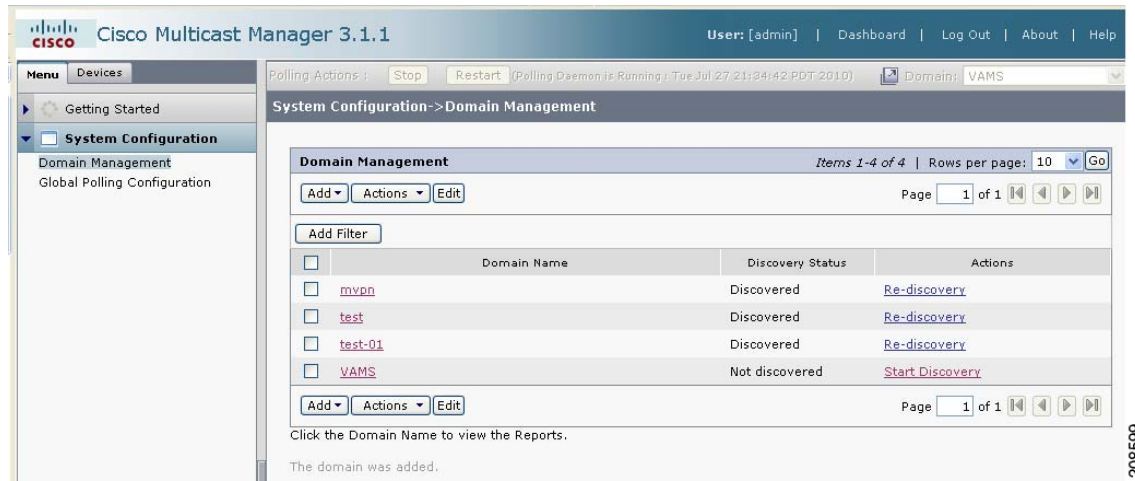 CISCO Cisco Multicast Manager 3.1.1 User: [admin] | Dashboard | Log Out | About | Help
Menu Devices
Polling Actions : Stop Restart (Polling Daemon is Running : Tue Jul 27 21:34:42 PDT 2010) Domain: VAMS
Getting Started
System Configuration
Domain Management
Global Polling Configuration
System Configuration->Domain Management
Domain Management Items 1-4 of 4 | Rows per page: 10 Go
Add Actions Edit Page 1 of 1
Add Filter
Domain Name Discovery Status Actions
mvpn Discovered Re-discovery
test Discovered Re-discovery
test-01 Discovered Re-discovery
VAMS Not discovered Start Discovery
Add Actions Edit Page 1 of 1
Click the Domain Name to view the Reports.
The domain was added.
208599